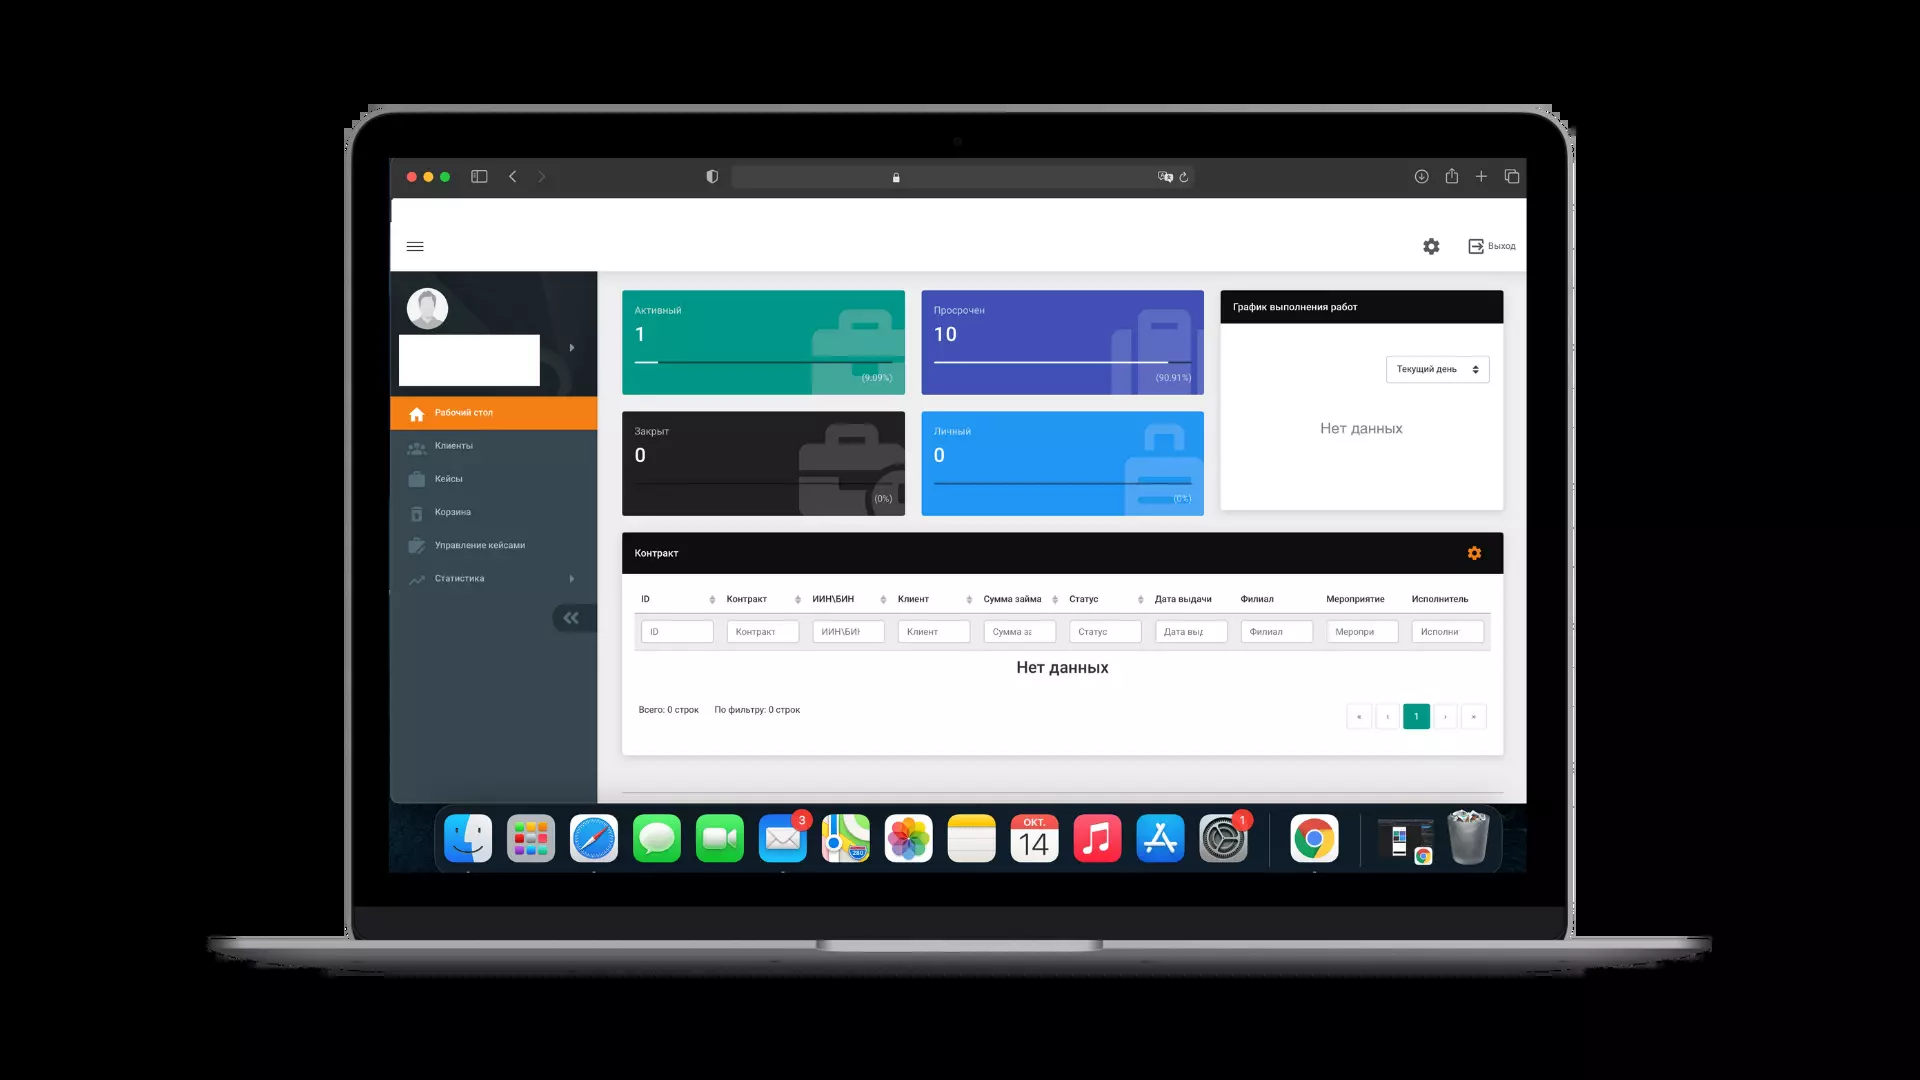 Выход
Активный
1
(9.09%)
Просрочен
10
(90.91%)
График выполнения работ
Текущий день
Нет данных
Рабочий стол
Клиенты
Кейсы
Корзина
Управление кейсами
Статистика
Закрыт
0
(0%)
Личный
0
(0%)
Контракт
ID Контракт ИИН\БИН Клиент Сумма займа Статус Дата выдачи Филиал Мероприятие Исполнитель
ID Контракт ИИН\БИН Клиент Сумма за Статус Дата выд Филиал Меропри Исполни
Нет данных
Всего: 0 строк По фильтру: 0 строк
« ‹ 1 › »
3
280
ОКТ.
14
1